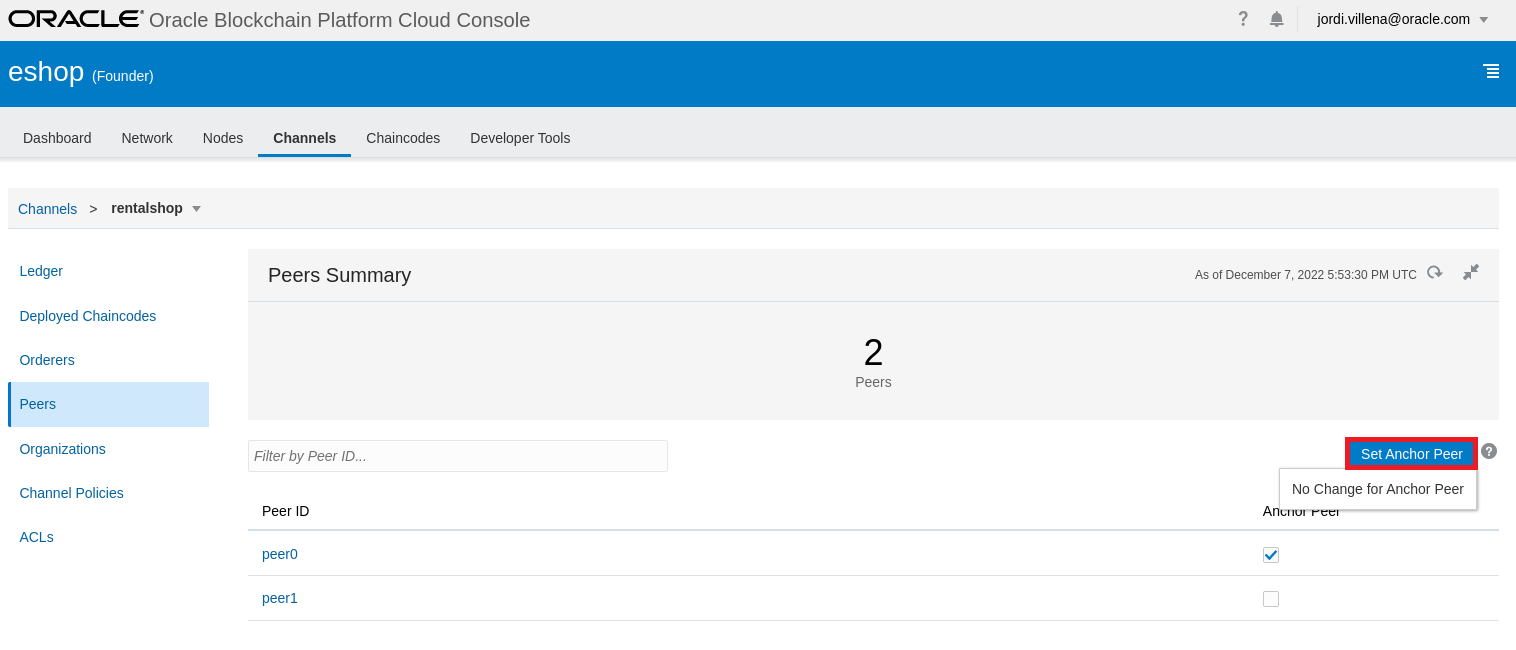 ORACLE® Oracle Blockchain Platform Cloud Console
? jordi.villena@oracle.com
eshop (Founder)
Dashboard Network Nodes Channels Chaincodes Developer Tools
Channels > rentalshop
Ledger
Deployed Chaincodes
Orderers
Peers
Organizations
Channel Policies
ACLs
Peers Summary
As of December 7, 2022 5:53:30 PM UTC
2
Peers
Filter by Peer ID...
Set Anchor Peer ?
No Change for Anchor Peer
Peer ID Anchor Peer
peer0
peer1